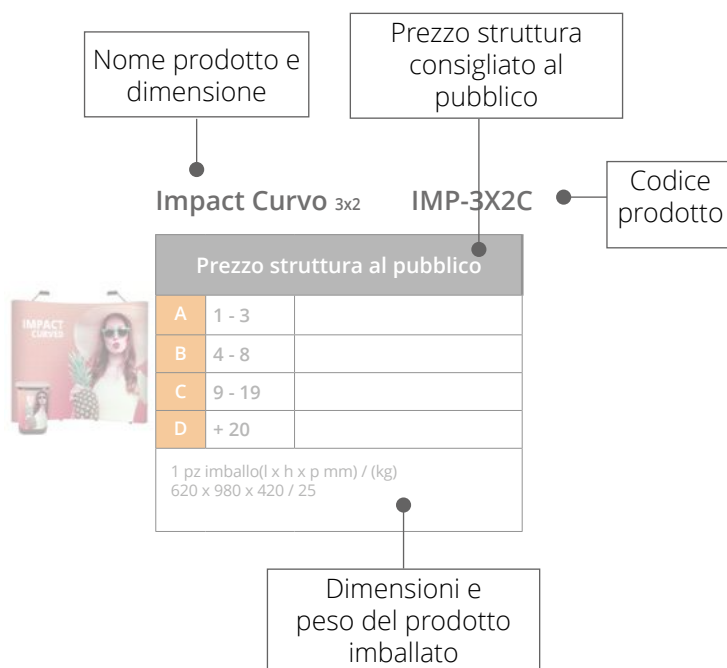 Nome prodotto e
dimensione
Prezzo struttura
consigliato al
pubblico
Impact Curvo 3x2
IMP-3X2C
Codice
prodotto
Prezzo struttura al pubblico
IMPACT
CURVED
A 1 - 3
B 4 - 8
C 9 - 19
D + 20
1 pz imballo(l x h x p mm) / (kg)
620 x 980 x 420 / 25
Dimensioni e
peso del prodotto
imballato